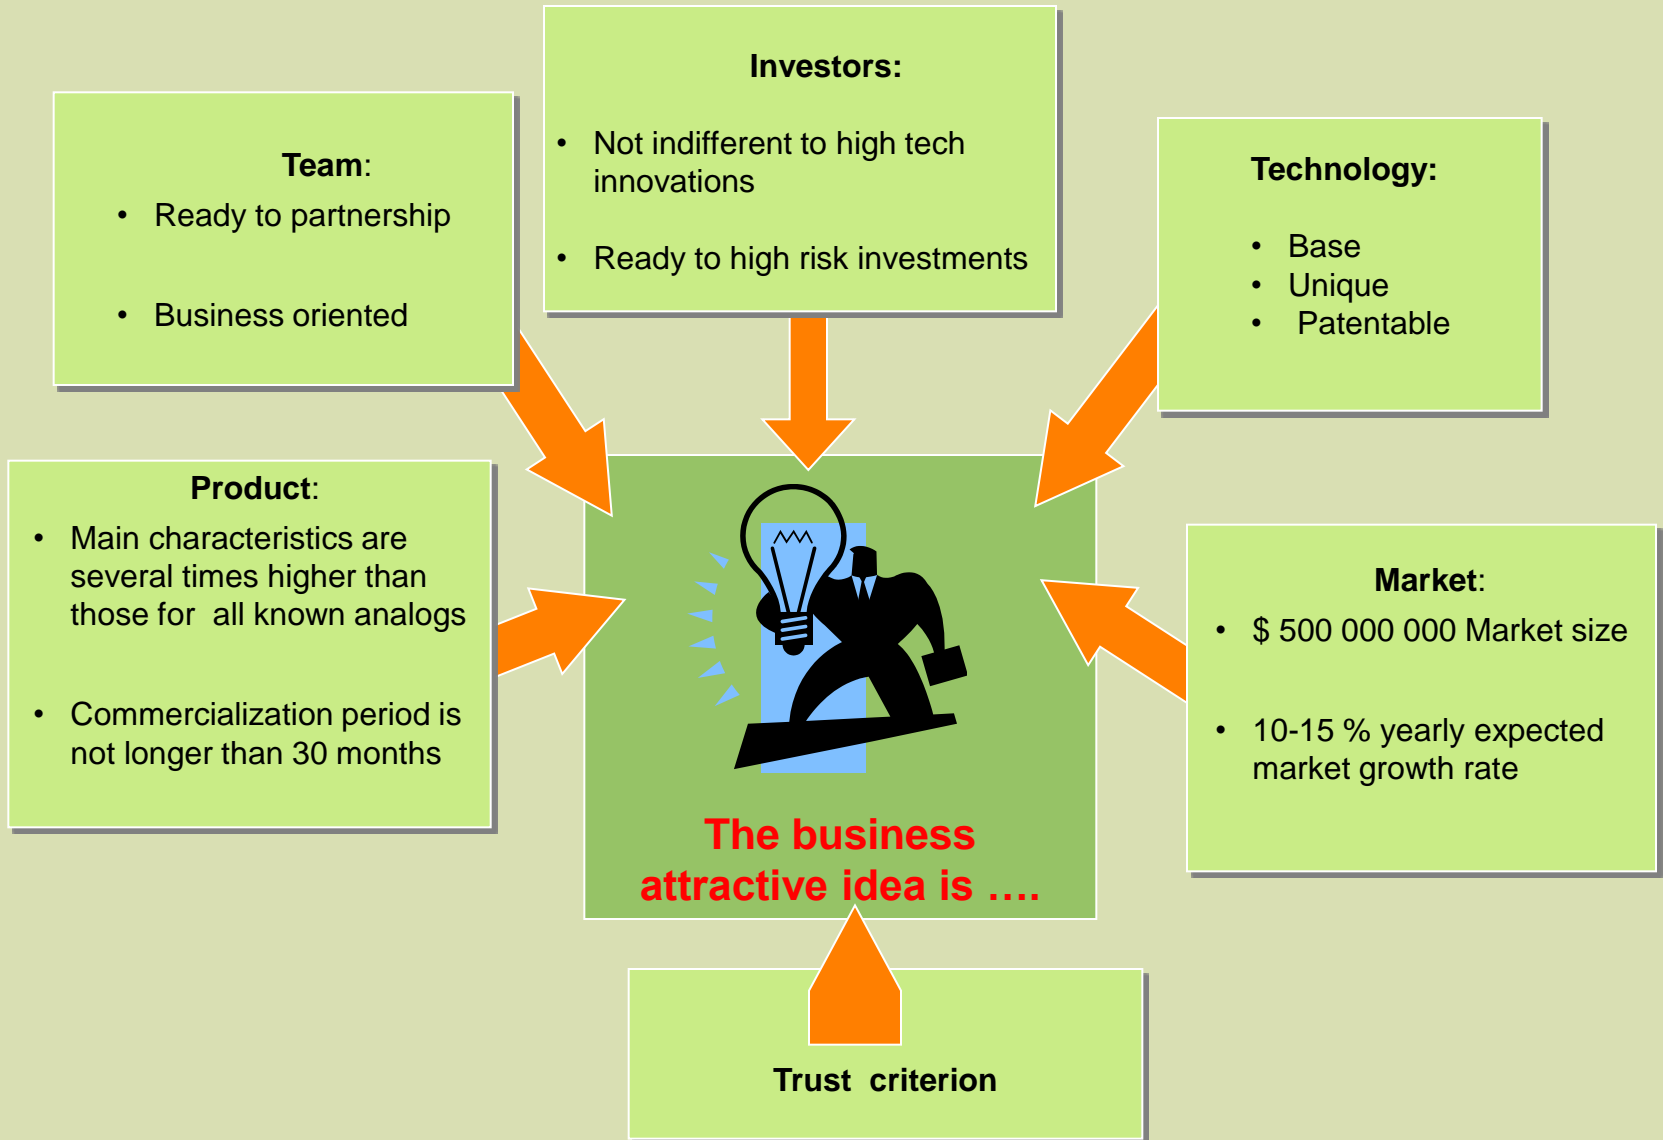 Investors:
• Not indifferent to high tech
innovations
• Ready to high risk investments
Team:
• Ready to partnership
• Business oriented
Technology:
• Base
• Unique
• Patentable
Product:
• Main characteristics are
several times higher than
those for all known analogs
• Commercialization period is
not longer than 30 months
Market:
• $ 500 000 000 Market size
• 10-15 % yearly expected
market growth rate
The business
attractive idea is ….
Trust criterion